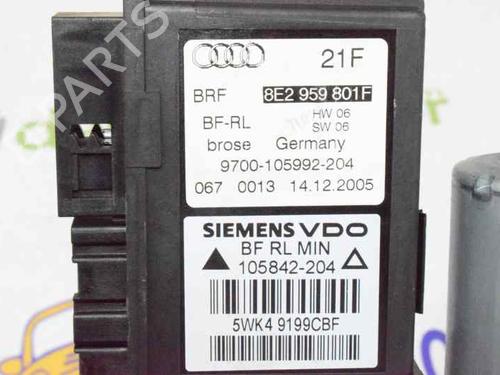 21F
BRF 8E2 959 801F
BF-RL HW 06
SW 06
brose Germany
9700-105992-204
067 0013 14.12.2005
SIEMENS VDO
BF RL MIN
105842-204
5WK4 9199CBF